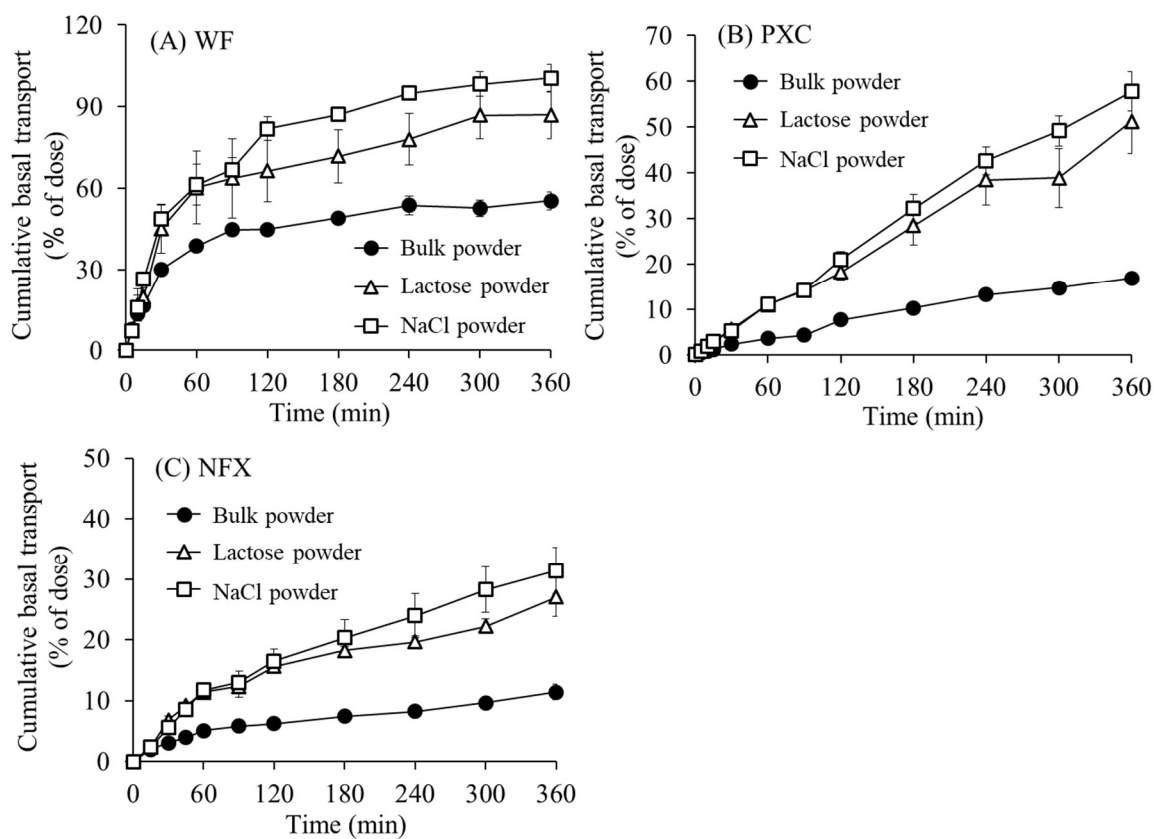 (A) WF
Cumulative basal transport
(% of dose)
120
90
60
30
0
Bulk powder
Lactose powder
NaCl powder
0 60 120 180 240 300 360
Time (min)
(B) PXC
Cumulative basal transport
(% of dose)
70
60
50
40
30
20
10
0
Bulk powder
Lactose powder
NaCl powder
0 60 120 180 240 300 360
Time (min)
(C) NFX
Cumulative basal transport
(% of dose)
50
40
30
20
10
0
Bulk powder
Lactose powder
NaCl powder
0 60 120 180 240 300 360
Time (min)